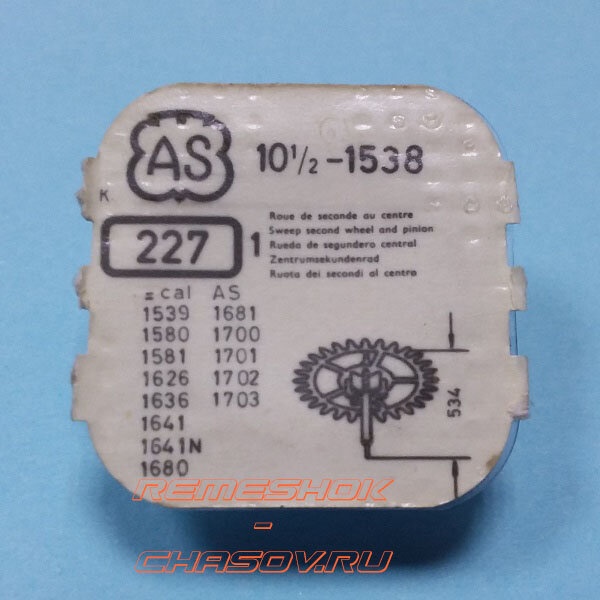 AS 10 1/2 -1538
K
227 1
Roue de seconde au centre
Sweep second wheel and pinion
Rueda de segundero central
Zentrumsekundenrad
Ruota dei secondi al centro
= cal AS
1539 1681
1580 1700
1581 1701
1626 1702
1636 1703
1641
1641N
1680
534
REMESHOK
-
CHASOV.RU